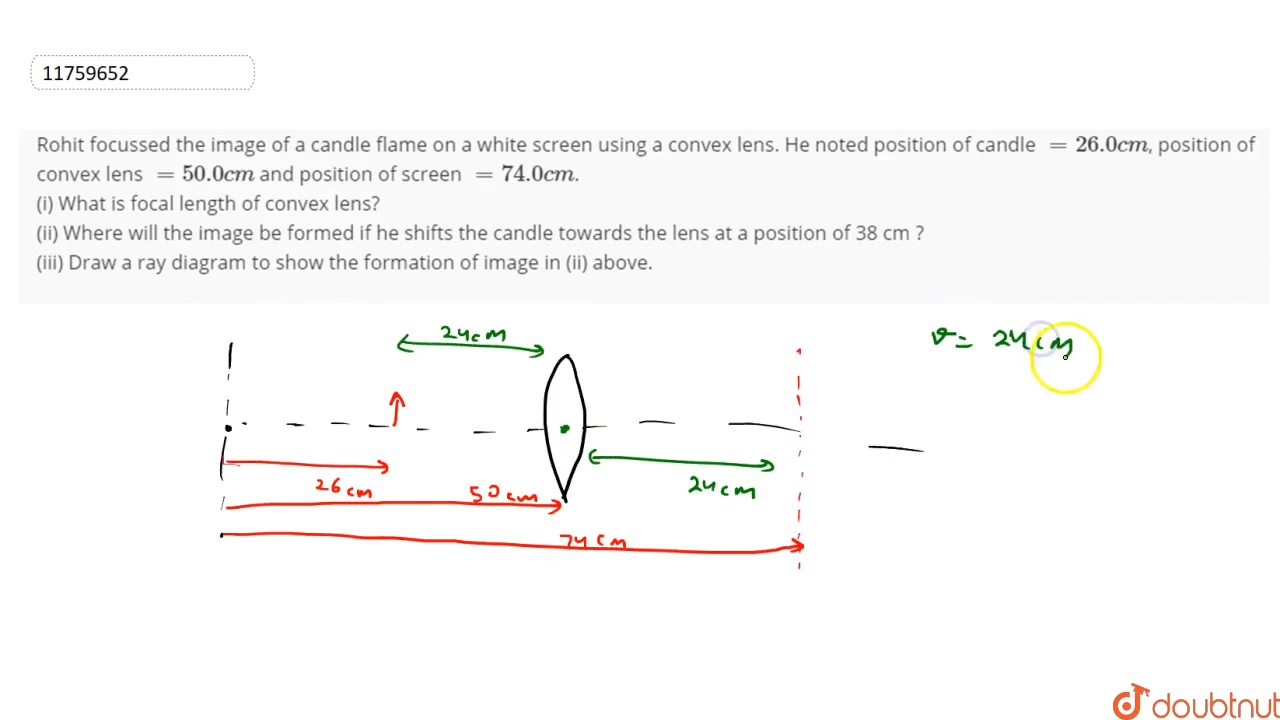 11759652
Rohit focussed the image of a candle flame on a white screen using a convex lens. He noted position of candle = 26.0cm, position of
convex lens = 50.0cm and position of screen = 74.0cm.
(i) What is focal length of convex lens?
(ii) Where will the image be formed if he shifts the candle towards the lens at a position of 38 cm ?
(iii) Draw a ray diagram to show the formation of image in (ii) above.
24cm
v= 24cm
26cm
50cm
24cm
74cm
doubtnut